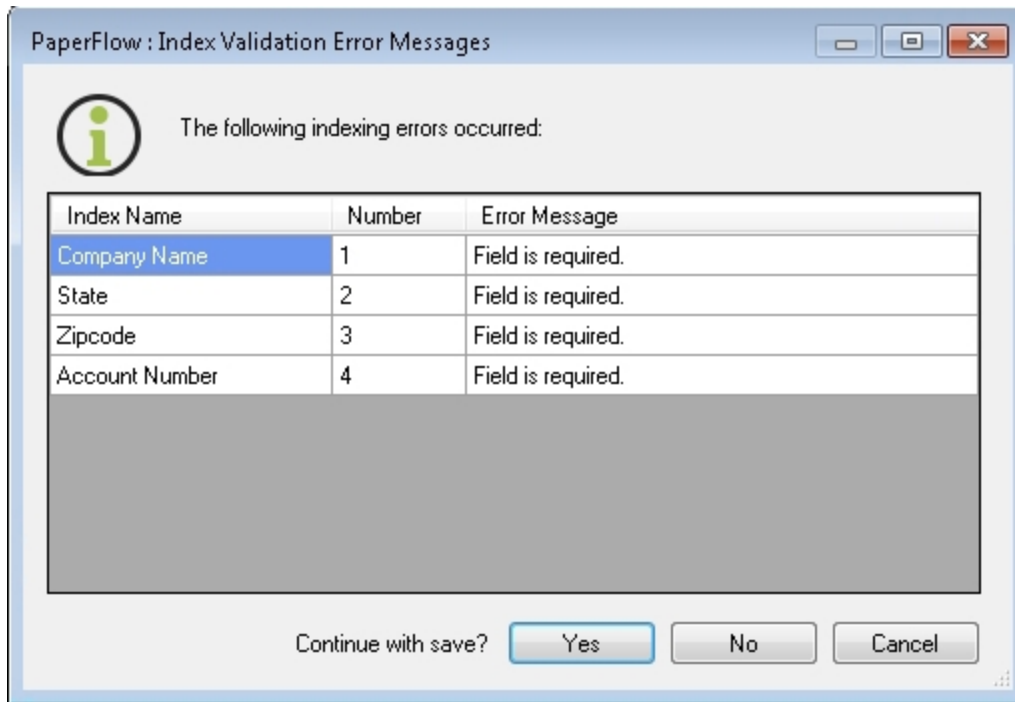 PaperFlow : Index Validation Error Messages
The following indexing errors occurred:
Index Name Number Error Message
Company Name 1 Field is required.
State 2 Field is required.
Zipcode 3 Field is required.
Account Number 4 Field is required.
Continue with save? Yes No Cancel